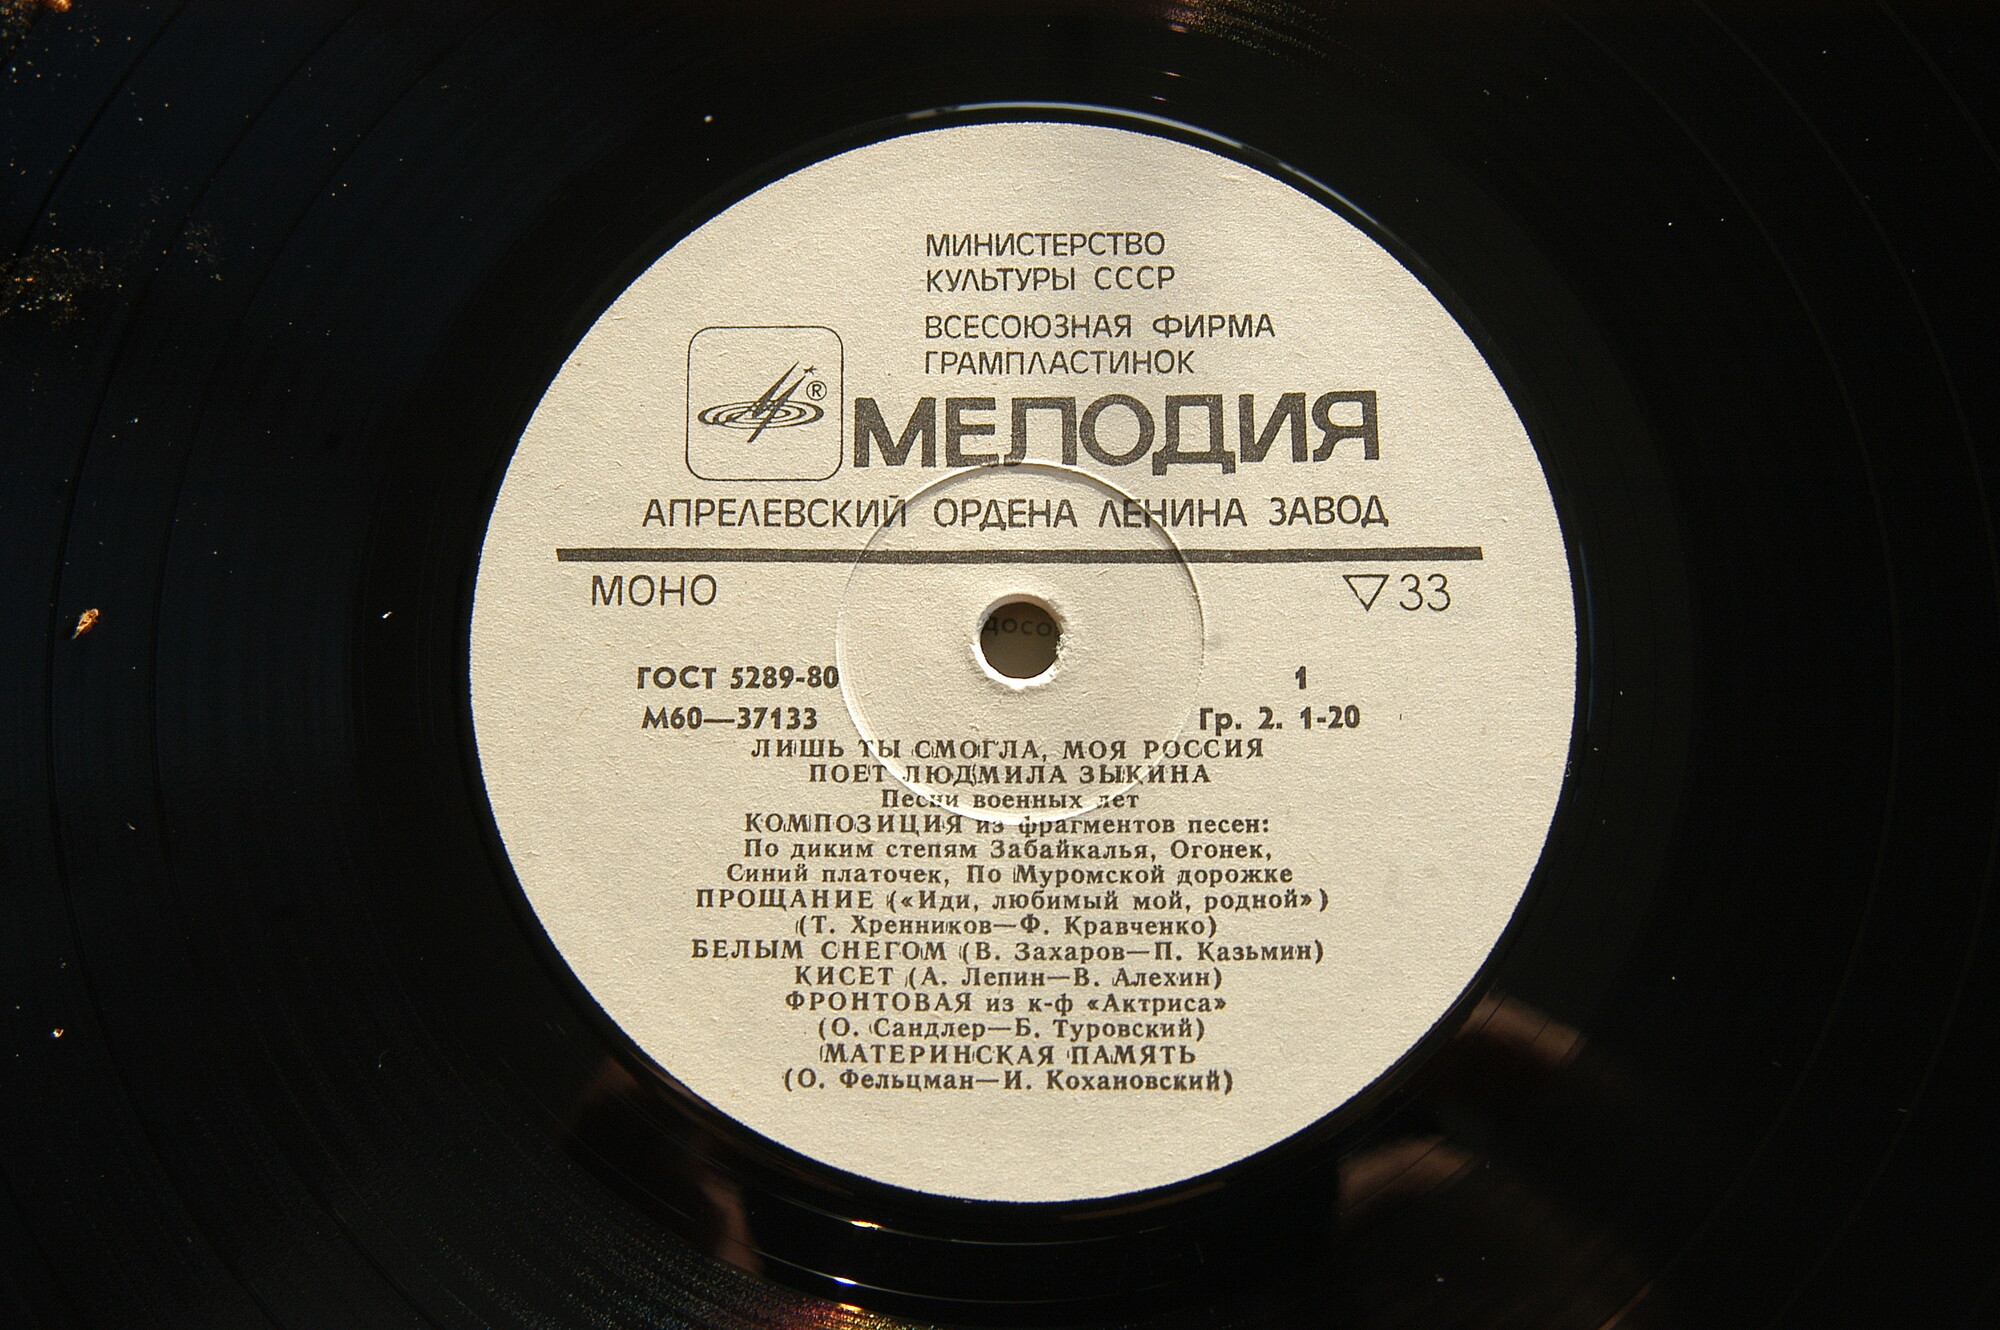 МИНИСТЕРСТВО
КУЛЬТУРЫ СССР
ВСЕСОЮЗНАЯ ФИРМА
ГРАМПЛАСТИНОК
®
МЕЛОДИЯ
АПРЕЛЕВСКИЙ ОРДЕНА ЛЕНИНА ЗАВОД
МОНО ▽33
ГОСТ 5289-80 1
М60—37133 Гр. 2. 1-20
ЛИШЬ ТЫ СМОГЛА, МОЯ РОССИЯ
ПОЕТ ЛЮДМИЛА ЗЫКИНА
Песни военных лет
КОМПОЗИЦИЯ из фрагментов песен:
По диким степям Забайкалья, Огонек,
Синий платочек, По Муромской дорожке
ПРОЩАНИЕ («Иди, любимый мой, родной»)
(Т. Хренников—Ф. Кравченко)
БЕЛЫМ СНЕГОМ (В. Захаров—П. Казьмин)
КИСЕТ (А. Лепин—В. Алехин)
ФРОНТОВАЯ из к-ф «Актриса»
(О. Сандлер—Б. Туровский)
МАТЕРИНСКАЯ ПАМЯТЬ
(О. Фельцман—И. Кохановский)